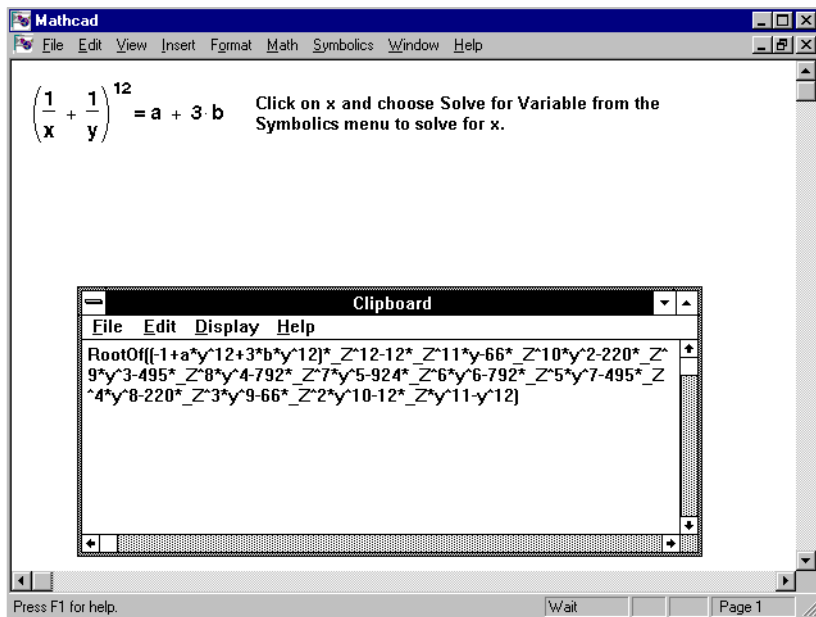 Mathcad
File Edit View Insert Format Math Symbolics Window Help
(1/x + 1/y)^12 = a + 3·b
Click on x and choose Solve for Variable from the
Symbolics menu to solve for x.
Clipboard
File Edit Display Help
RootOf((-1+a*y^12+3*b*y^12)*_Z^12-12*_Z^11*y-66*_Z^10*y^2-220*_Z^
9*y^3-495*_Z^8*y^4-792*_Z^7*y^5-924*_Z^6*y^6-792*_Z^5*y^7-495*_Z
^4*y^8-220*_Z^3*y^9-66*_Z^2*y^10-12*_Z*y^11-y^12)
Press F1 for help.
Wait
Page 1